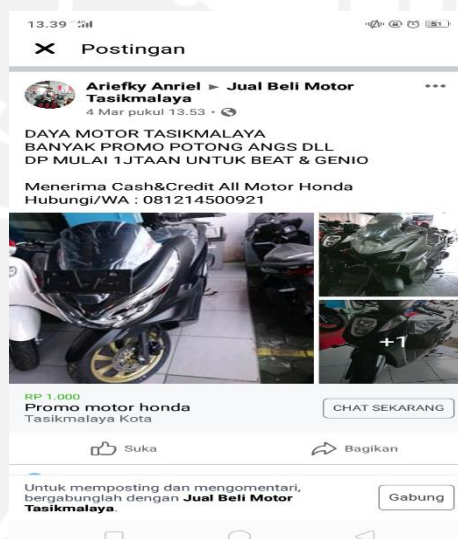 13.39
51
Postingan
Ariefky Anriel ► Jual Beli Motor
Tasikmalaya
4 Mar pukul 13.53 •
DAYA MOTOR TASIKMALAYA
BANYAK PROMO POTONG ANGS DLL
DP MULAI 1JTAAN UNTUK BEAT & GENIO
Menerima Cash&Credit All Motor Honda
Hubungi/WA : 081214500921
+1
RP 1.000
Promo motor honda
Tasikmalaya Kota
CHAT SEKARANG
Suka
Bagikan
Untuk memposting dan mengomentari,
bergabunglah dengan Jual Beli Motor
Tasikmalaya.
Gabung